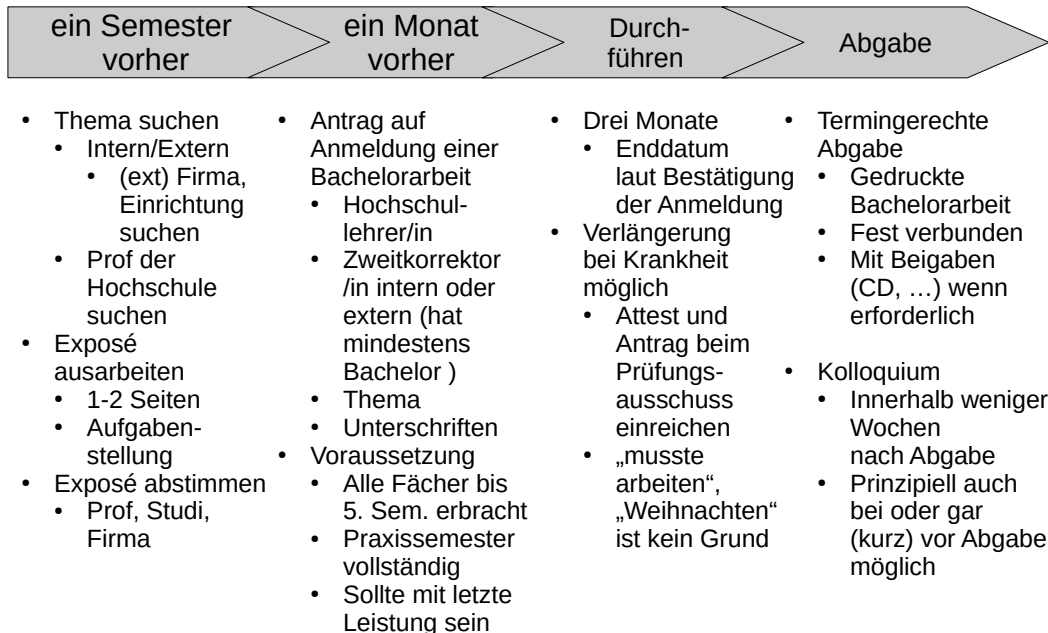 ein Semester
vorher
ein Monat
vorher
Durch-
führen
Abgabe
• Thema suchen
• Intern/Extern
• (ext) Firma,
Einrichtung
suchen
• Prof der
Hochschule
suchen
• Exposé
ausarbeiten
• 1-2 Seiten
• Aufgaben-
stellung
• Exposé abstimmen
• Prof, Studi,
Firma
• Antrag auf
Anmeldung einer
Bachelorarbeit
• Hochschul-
lehrer/in
• Zweitkorrektor
/in intern oder
extern (hat
mindestens
Bachelor )
• Thema
• Unterschriften
• Voraussetzung
• Alle Fächer bis
5. Sem. erbracht
• Praxissemester
vollständig
• Sollte mit letzte
Leistung sein
• Drei Monate
• Enddatum
laut Bestätigung
der Anmeldung
• Verlängerung
bei Krankheit
möglich
• Attest und
Antrag beim
Prüfungs-
ausschuss
einreichen
• „musste
arbeiten“,
„Weihnachten“
ist kein Grund
• Termingerechte
Abgabe
• Gedruckte
Bachelorarbeit
• Fest verbunden
• Mit Beigaben
(CD, …) wenn
erforderlich
• Kolloquium
• Innerhalb weniger
Wochen
nach Abgabe
• Prinzipiell auch
bei oder gar
(kurz) vor Abgabe
möglich